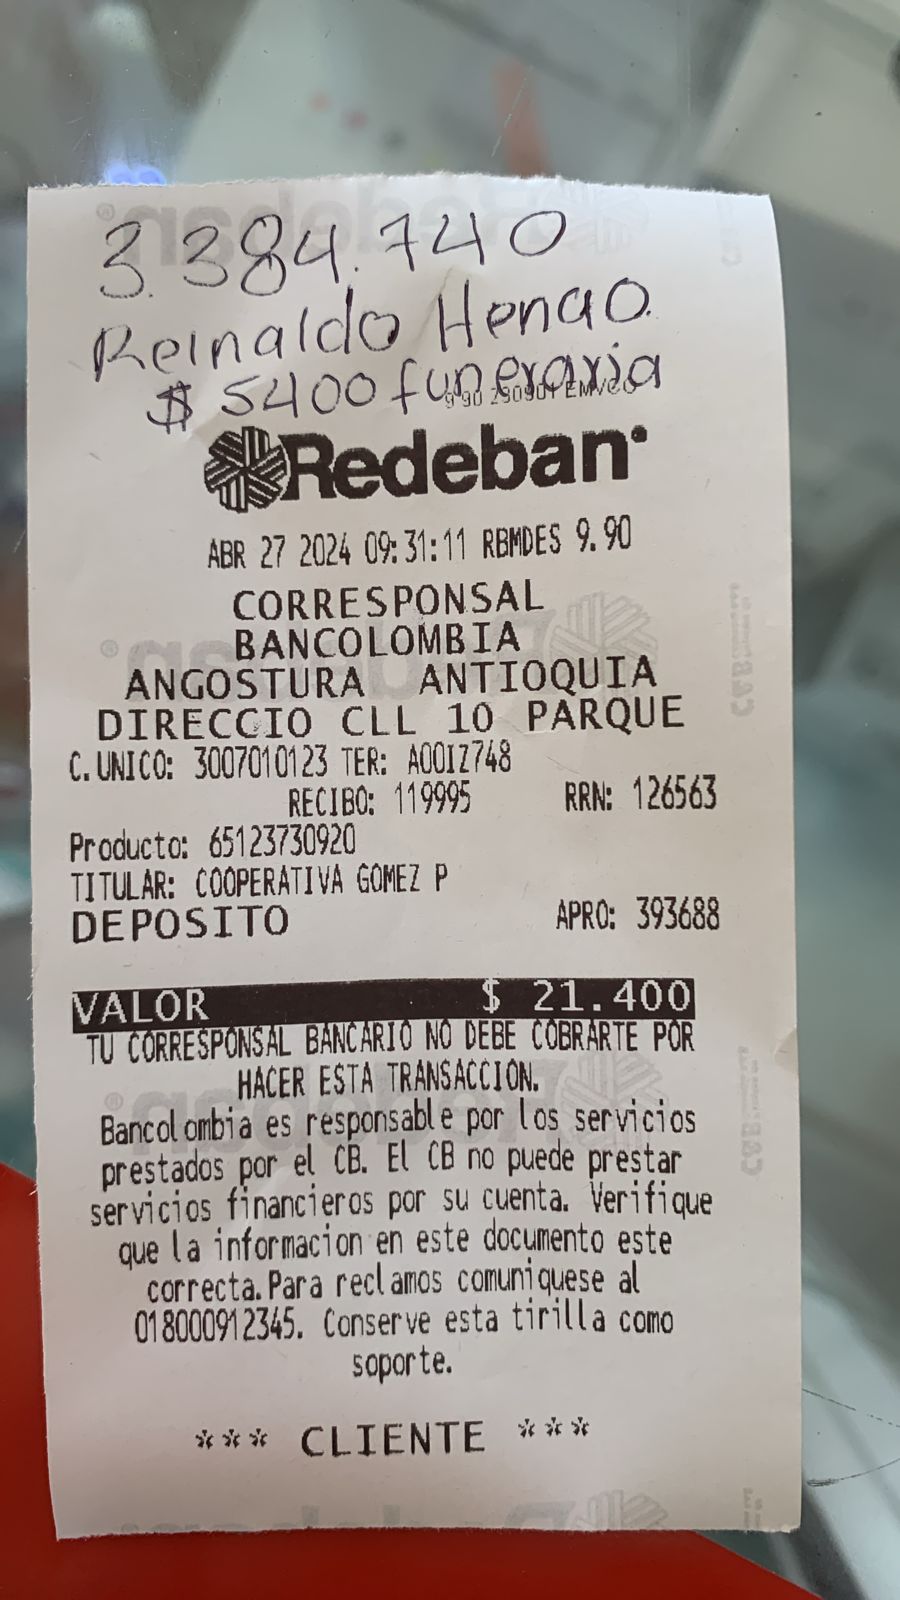 3.384.740
Reinaldo Henao.
$ 5400 funeraria
Redeban
ABR 27 2024 09:31:11 RBMDES 9.90
CORRESPONSAL
BANCOLOMBIA
ANGOSTURA ANTIOQUIA
DIRECCIO CLL 10 PARQUE
C.UNICO: 3007010123 TER: A00IZ748
RECIBO: 119995 RRN: 126563
Producto: 65123730920
TITULAR: COOPERATIVA GOMEZ P
DEPOSITO APRO: 393688
VALOR $ 21.400
TU CORRESPONSAL BANCARIO NO DEBE COBRARTE POR
HACER ESTA TRANSACCION.
Bancolombia es responsable por los servicios
prestados por el CB. El CB no puede prestar
servicios financieros por su cuenta. Verifique
que la informacion en este documento este
correcta.Para reclamos comuniquese al
018000912345. Conserve esta tirilla como
soporte.
*** CLIENTE ***